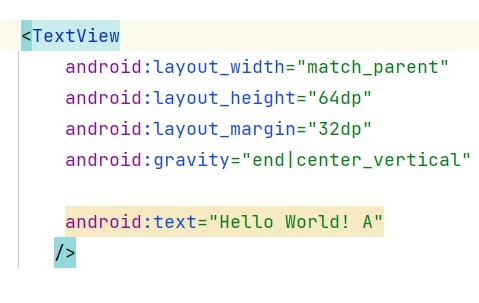 <TextView
android:layout_width="match_parent"
android:layout_height="64dp"
android:layout_margin="32dp"
android:gravity="end|center_vertical"
android:text="Hello World! A"
/>